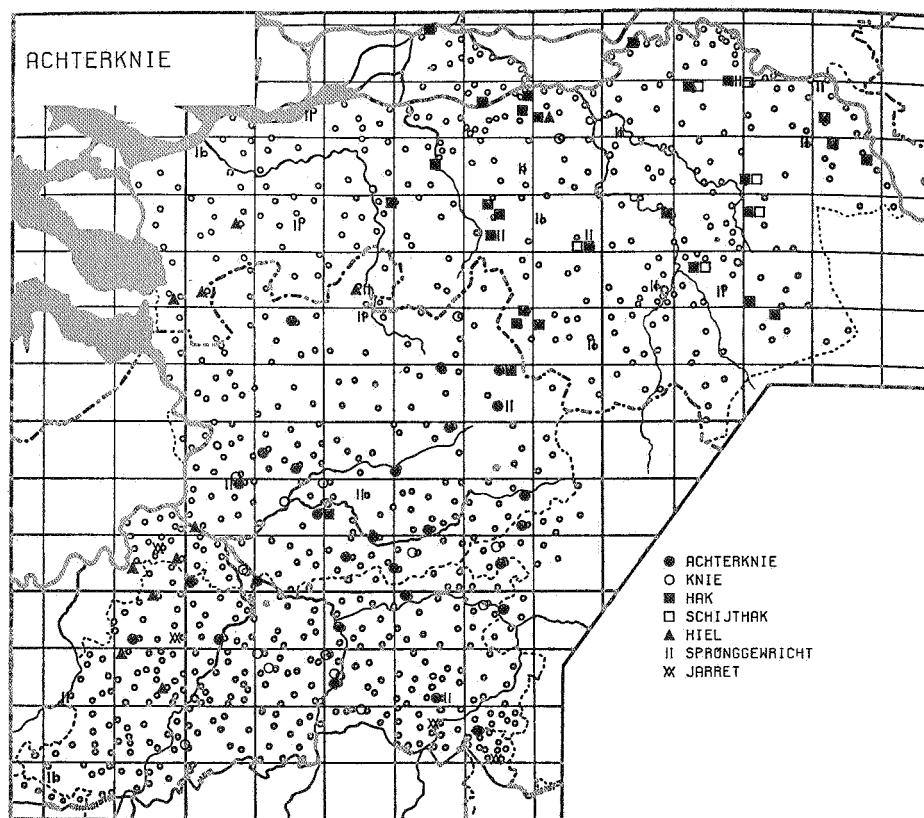 ACHTERKNIE
ACHTERKNIE
KNIE
HAK
SCHIJTHAK
HIEL
SPRONGGEWRICHT
JARRET